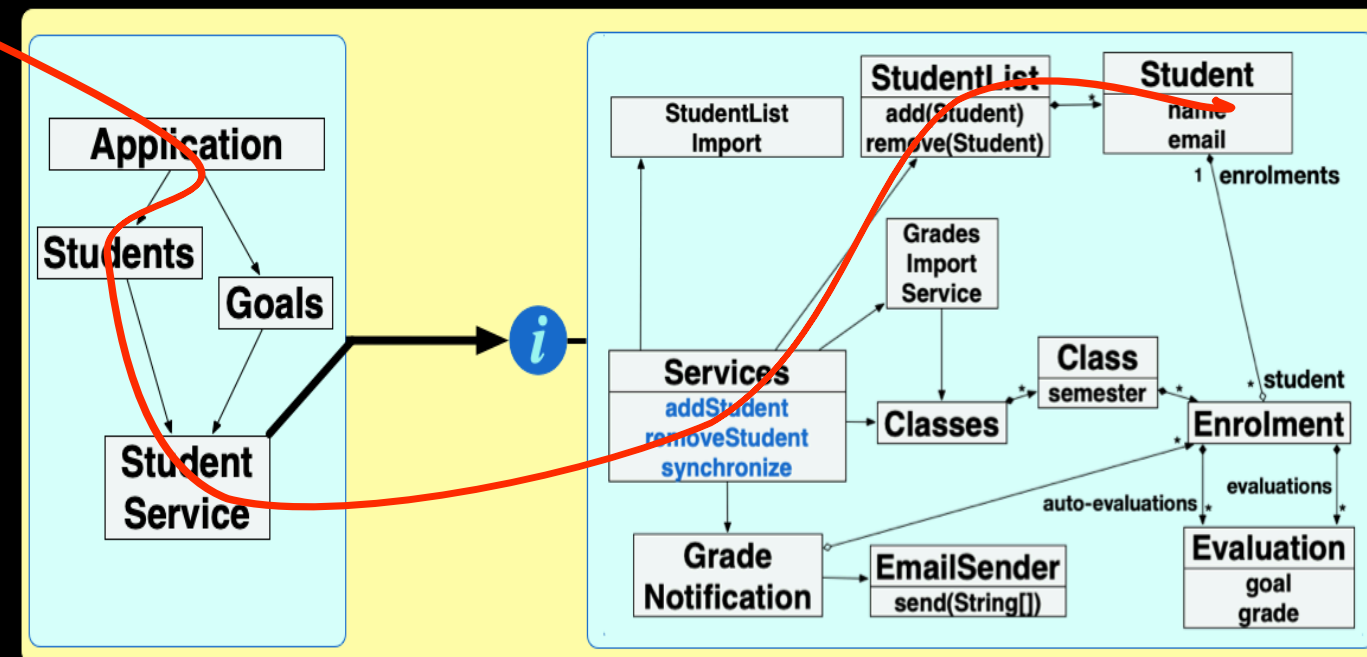 Application
Students
Goals
Student
Service
i
StudentList
Import
StudentList
add(Student)
remove(Student)
*
Student
name
email
1 enrolments
Grades
Import
Service
Services
addStudent
removeStudent
synchronize
Classes
*
Class
semester
*
* student
Enrolment
*
auto-evaluations *
evaluations
*
Grade
Notification
EmailSender
send(String[])
Evaluation
goal
grade